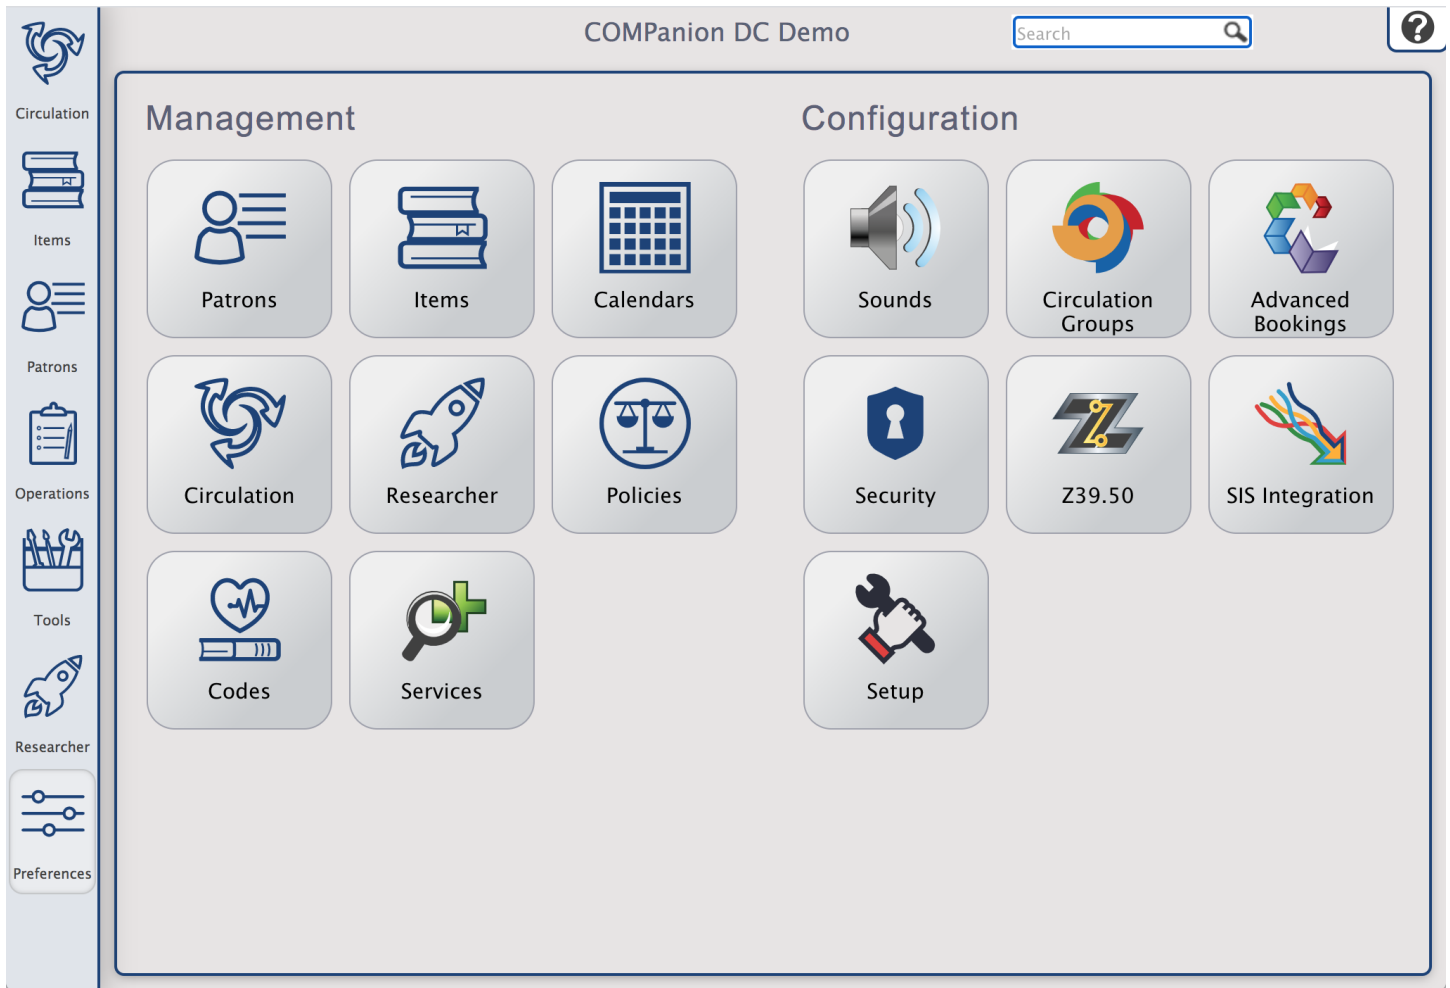 COMPanion DC Demo
Search
?
Circulation
Items
Patrons
Operations
Tools
Researcher
Preferences
Management
Patrons
Items
Calendars
Circulation
Researcher
Policies
Codes
Services
Configuration
Sounds
Circulation
Groups
Advanced
Bookings
Security
Z39.50
SIS Integration
Setup